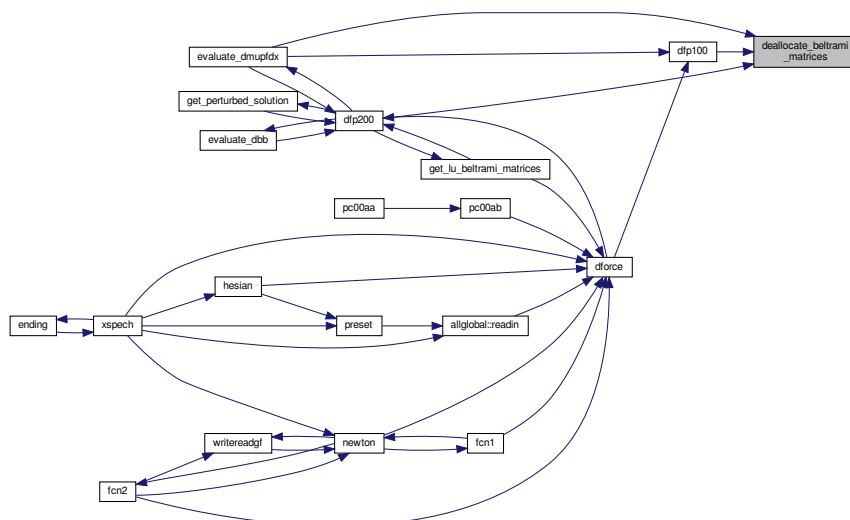 deallocate_beltrami
_matrices
dfp100
evaluate_dmupfdx
get_perturbed_solution
dfp200
evaluate_dbb
get_lu_beltrami_matrices
pc00aa
pc00ab
dforce
hesian
ending
xspech
preset
allglobal::readin
writereadgf
newton
fcn1
fcn2